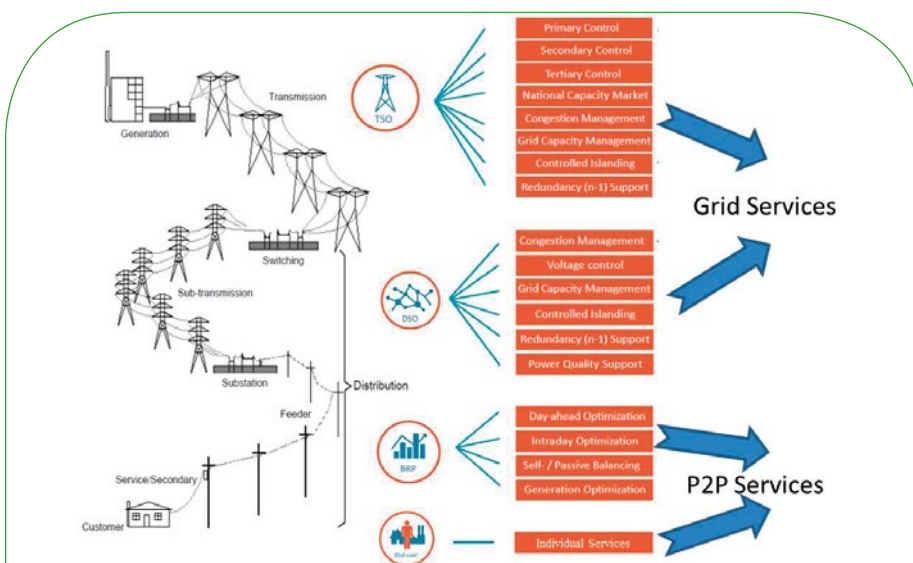 Generation
Transmission
Switching
Sub-transmission
Substation
Distribution
Feeder
Service/Secondary
Customer
TSO
Primary Control
Secondary Control
Tertiary Control
National Capacity Market
Congestion Management
Grid Capacity Management
Controlled Islanding
Redundancy (n-1) Support
Grid Services
DSO
Congestion Management
Voltage control
Grid Capacity Management
Controlled Islanding
Redundancy (n-1) Support
Power Quality Support
BRP
Day-ahead Optimization
Intraday Optimization
Self- / Passive Balancing
Generation Optimization
P2P Services
End user
Individual Services